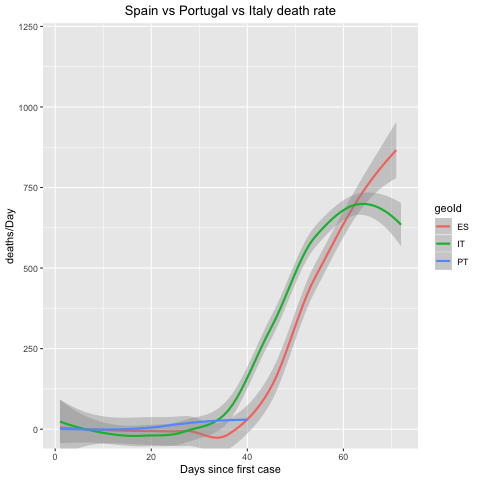 Spain vs Portugal vs Italy death rate
1250
1000
750
500
250
0
deaths/Day
0 20 40 60
Days since first case
geoId
ES
IT
PT